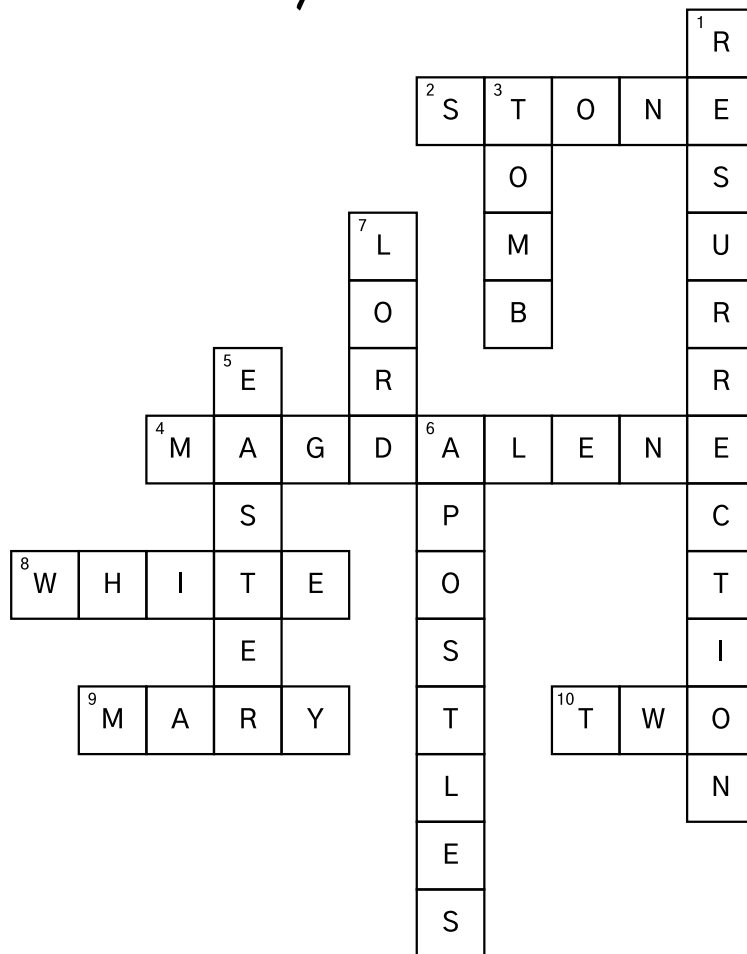 1 R
2 S 3 T O N E
O S
7 L M U
O B R
5 E R R
4 M A G D 6 A L E N E
S P C
8 W H I T E O T
E S I
9 M A R Y T 10 T W O
L N
E
S